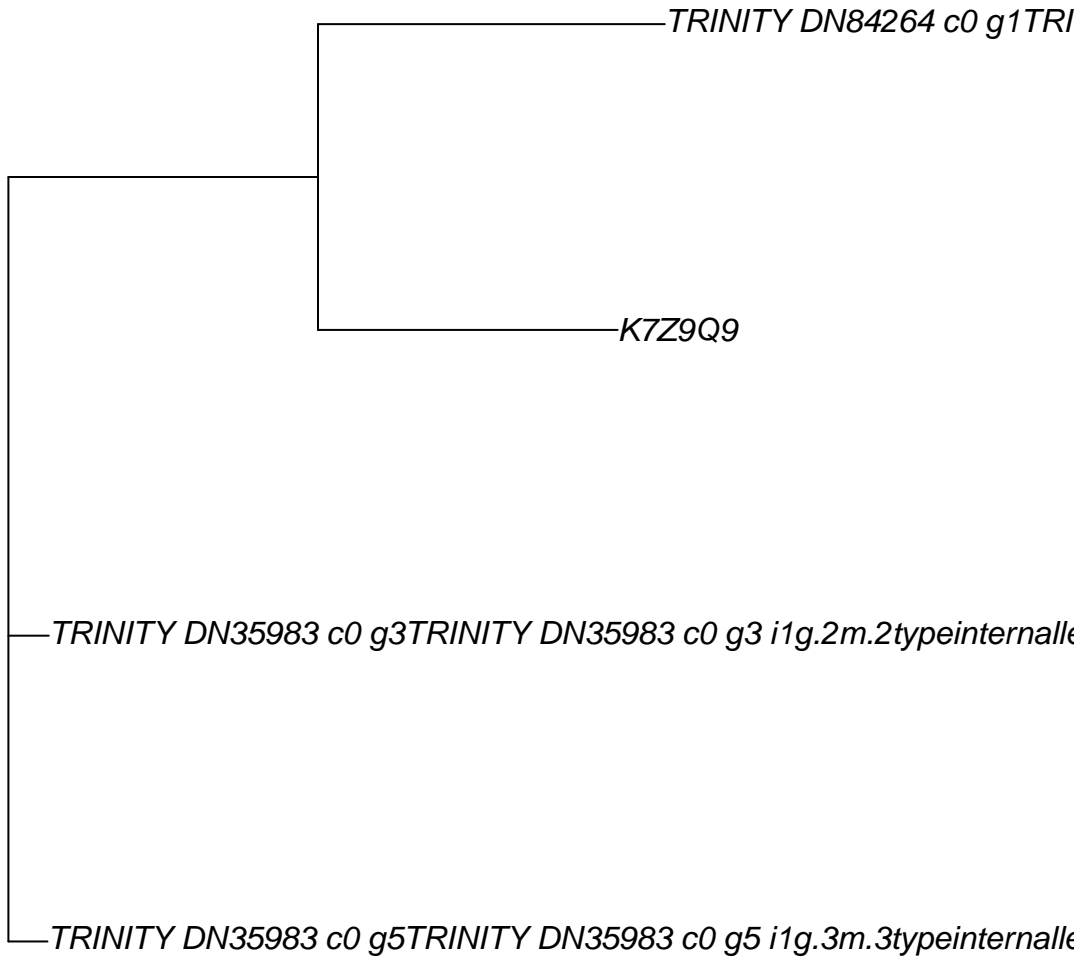 TRINITY DN84264 c0 g1TRI
K7Z9Q9
TRINITY DN35983 c0 g3TRINITY DN35983 c0 g3 i1g.2m.2typeinternalle
TRINITY DN35983 c0 g5TRINITY DN35983 c0 g5 i1g.3m.3typeinternalle